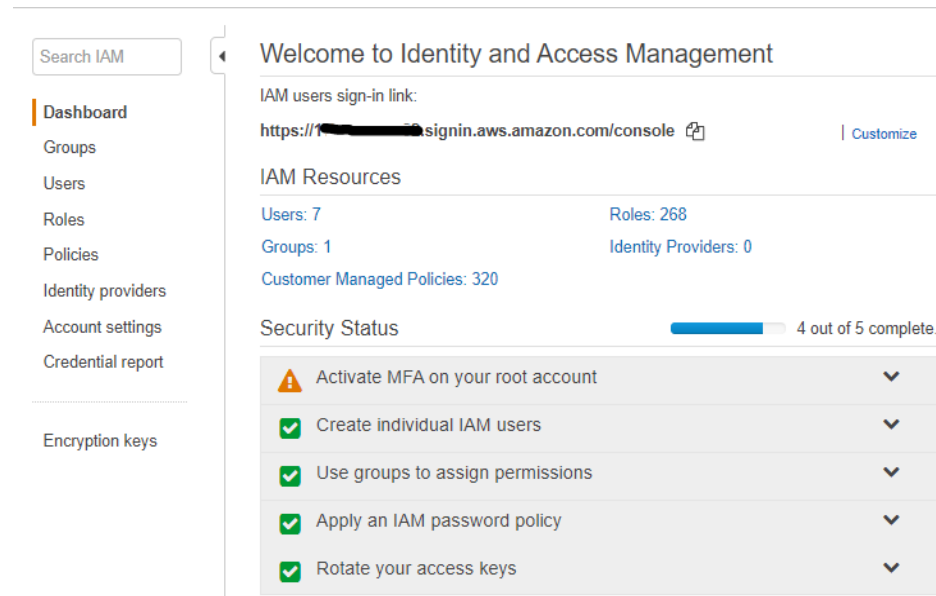 Search IAM
Dashboard
Groups
Users
Roles
Policies
Identity providers
Account settings
Credential report
Encryption keys
Welcome to Identity and Access Management
IAM users sign-in link:
https://1 .signin.aws.amazon.com/console
Customize
IAM Resources
Users: 7 Roles: 268
Groups: 1 Identity Providers: 0
Customer Managed Policies: 320
Security Status 4 out of 5 complete.
Activate MFA on your root account
Create individual IAM users
Use groups to assign permissions
Apply an IAM password policy
Rotate your access keys